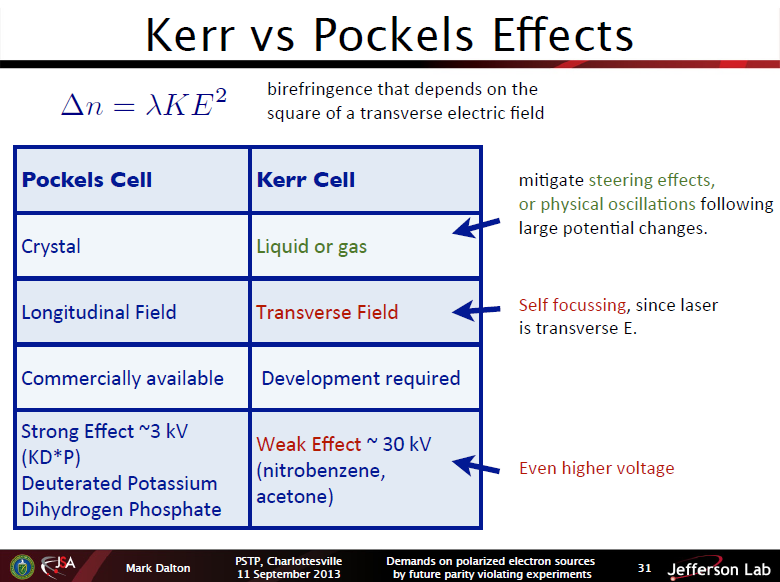 Kerr vs Pockels Effects
Δn = λKE²
birefringence that depends on the
square of a transverse electric field
Pockels Cell
Kerr Cell
mitigate steering effects,
or physical oscillations following
large potential changes.
Crystal
Liquid or gas
Longitudinal Field
Transverse Field
Self focussing, since laser
is transverse E.
Commercially available
Development required
Strong Effect ~3 kV
(KD*P)
Deuterated Potassium
Dihydrogen Phosphate
Weak Effect ~ 30 kV
(nitrobenzene,
acetone)
Even higher voltage
JSA
Mark Dalton
PSTP, Charlottesville
11 September 2013
Demands on polarized electron sources
by future parity violating experiments
31
Jefferson Lab